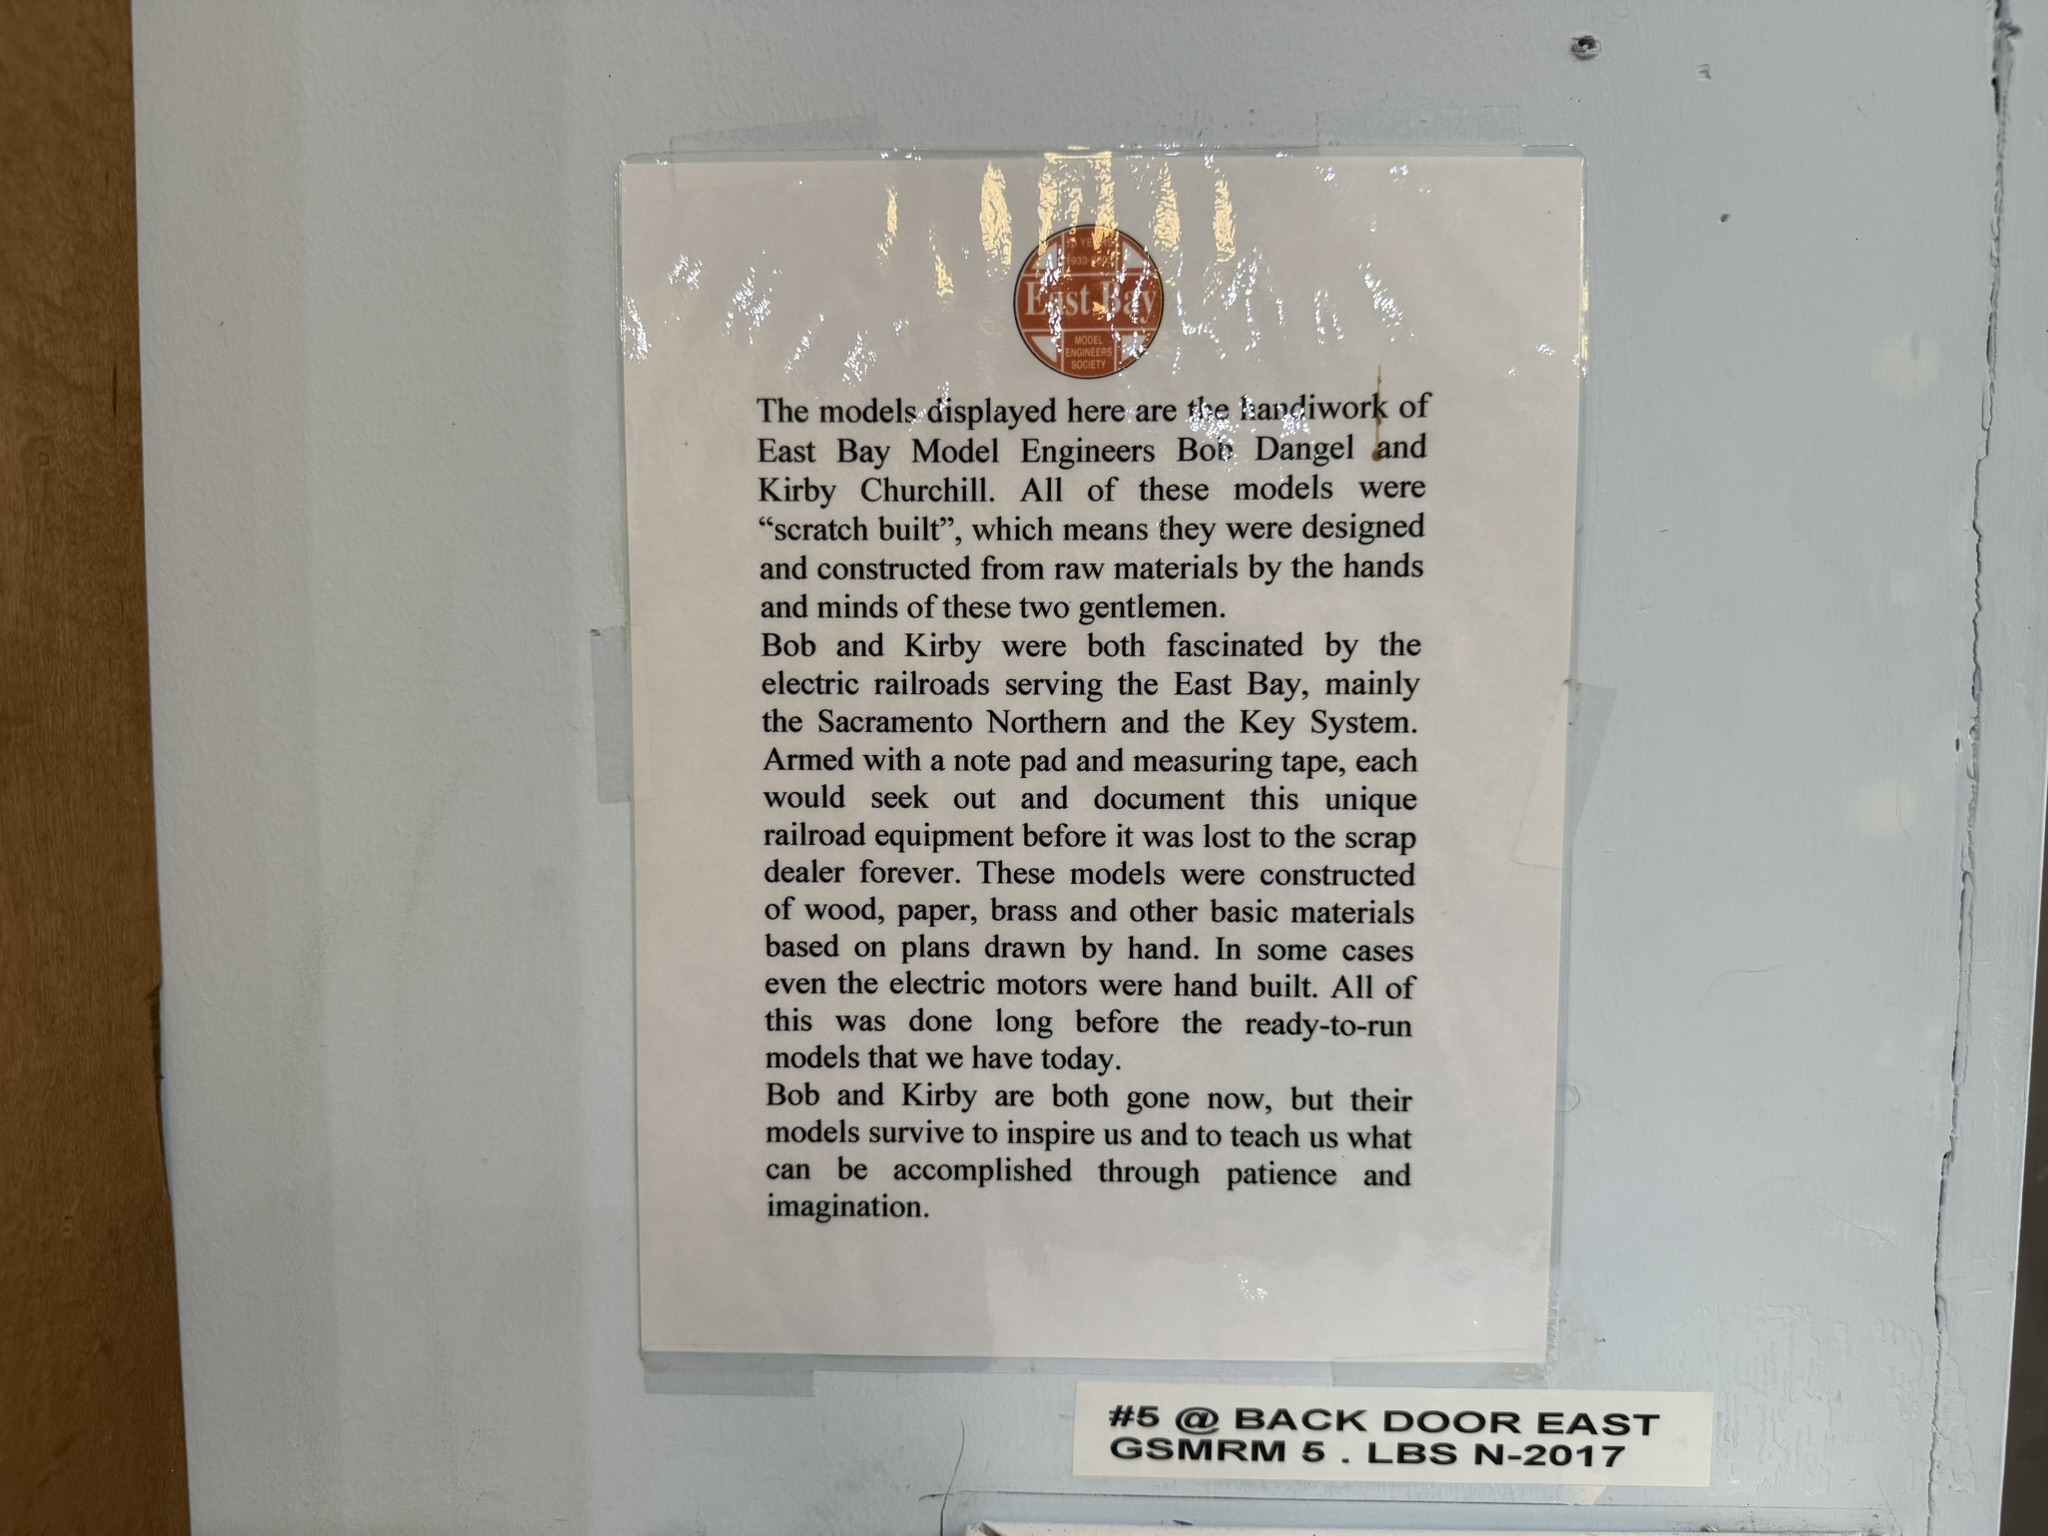 East Bay
MODEL
ENGINEERS
SOCIETY
The models displayed here are the handiwork of
East Bay Model Engineers Bob Dangel and
Kirby Churchill. All of these models were
“scratch built”, which means they were designed
and constructed from raw materials by the hands
and minds of these two gentlemen.
Bob and Kirby were both fascinated by the
electric railroads serving the East Bay, mainly
the Sacramento Northern and the Key System.
Armed with a note pad and measuring tape, each
would seek out and document this unique
railroad equipment before it was lost to the scrap
dealer forever. These models were constructed
of wood, paper, brass and other basic materials
based on plans drawn by hand. In some cases
even the electric motors were hand built. All of
this was done long before the ready-to-run
models that we have today.
Bob and Kirby are both gone now, but their
models survive to inspire us and to teach us what
can be accomplished through patience and
imagination.
#5 @ BACK DOOR EAST
GSMRM 5 . LBS N-2017